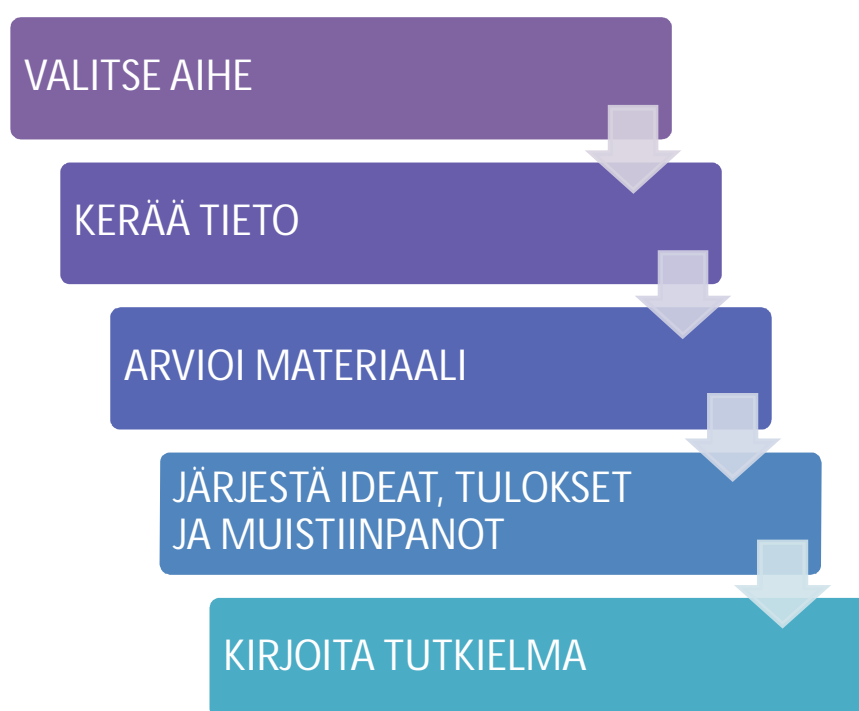 VALITSE AIHE
KERÄÄ TIETO
ARVIOI MATERIAALI
JÄRJESTÄ IDEAT, TULOKSET
JA MUISTIINPANOT
KIRJOITA TUTKIELMA